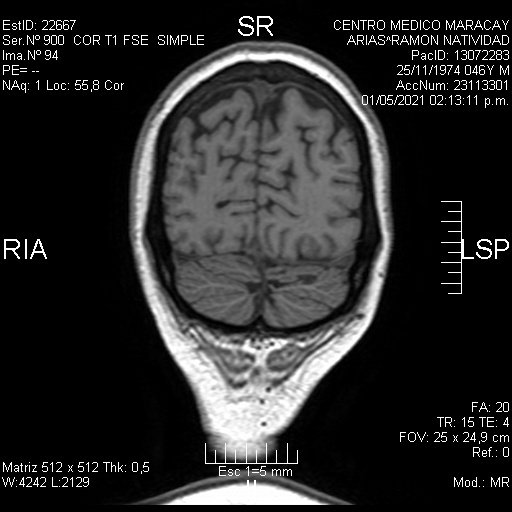 EstID: 22667
Ser.Nº 900 COR T1 FSE SIMPLE
Ima.Nº 94
PE= --
NAq: 1 Loc: 55,8 Cor
SR
CENTRO MEDICO MARACAY
ARIAS^RAMON NATIVIDAD
PacID: 13072283
25/11/1974 046Y M
AccNum: 23113301
01/05/2021 02:13:11 p.m.
RIA
LSP
FA: 20
TR: 15 TE: 4
FOV: 25 x 24,9 cm
Ref.: 0
Mod.: MR
Matriz 512 x 512 Thk: 0,5
W:4242 L:2129
Esc 1=5 mm